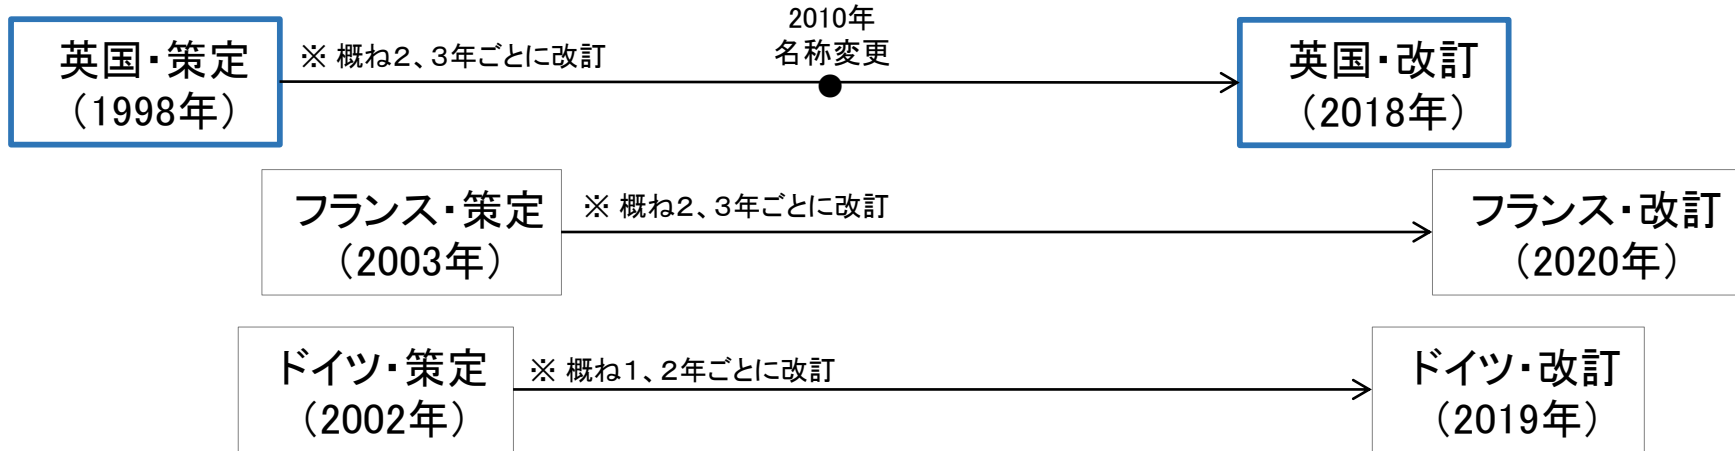 2010年
名称変更
英国・策定
（1998年）
※ 概ね２、３年ごとに改訂
英国・改訂
（2018年）
フランス・策定
（2003年）
※ 概ね２、３年ごとに改訂
フランス・改訂
（2020年）
ドイツ・策定
（2002年）
※ 概ね１、２年ごとに改訂
ドイツ・改訂
（2019年）